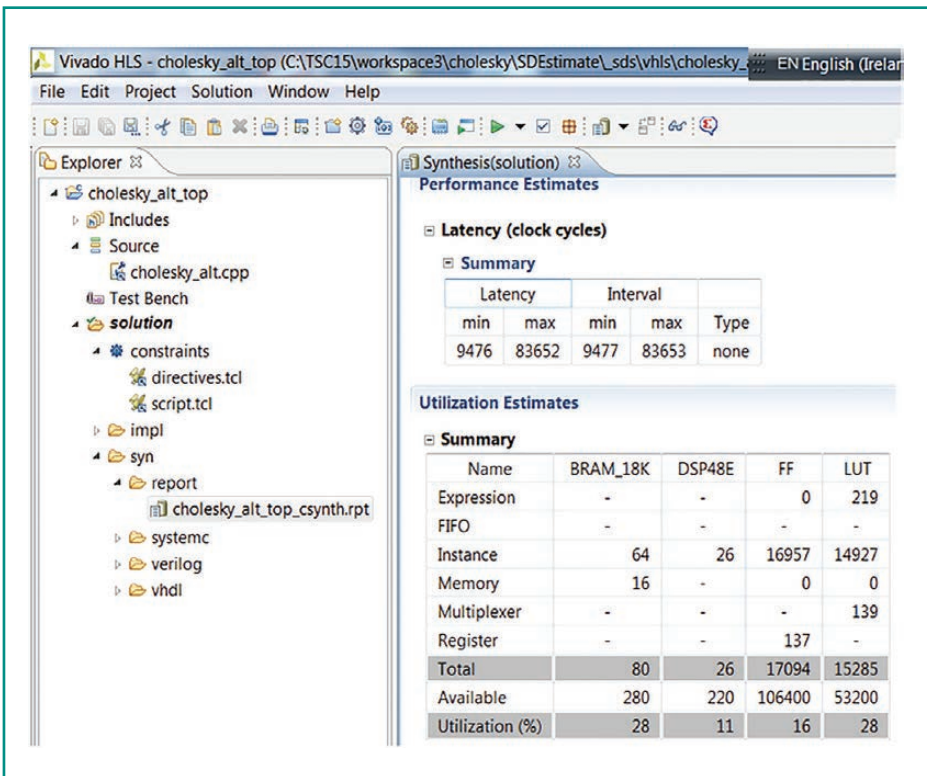 Vivado HLS - cholesky_alt_top (C:\TSC15\workspace3\cholesky\SDEstimate\_sds\vhls\cholesky_
EN English (Irelar
File Edit Project Solution Window Help
Explorer
cholesky_alt_top
Includes
Source
cholesky_alt.cpp
Test Bench
solution
constraints
directives.tcl
script.tcl
impl
syn
report
cholesky_alt_top_csynth.rpt
systemc
verilog
vhdl
Synthesis(solution)
Performance Estimates
Latency (clock cycles)
Summary
Latency Interval
min max min max Type
9476 83652 9477 83653 none
Utilization Estimates
Summary
Name BRAM_18K DSP48E FF LUT
Expression - - 0 219
FIFO - - - -
Instance 64 26 16957 14927
Memory 16 - 0 0
Multiplexer - - - 139
Register - - 137 -
Total 80 26 17094 15285
Available 280 220 106400 53200
Utilization (%) 28 11 16 28